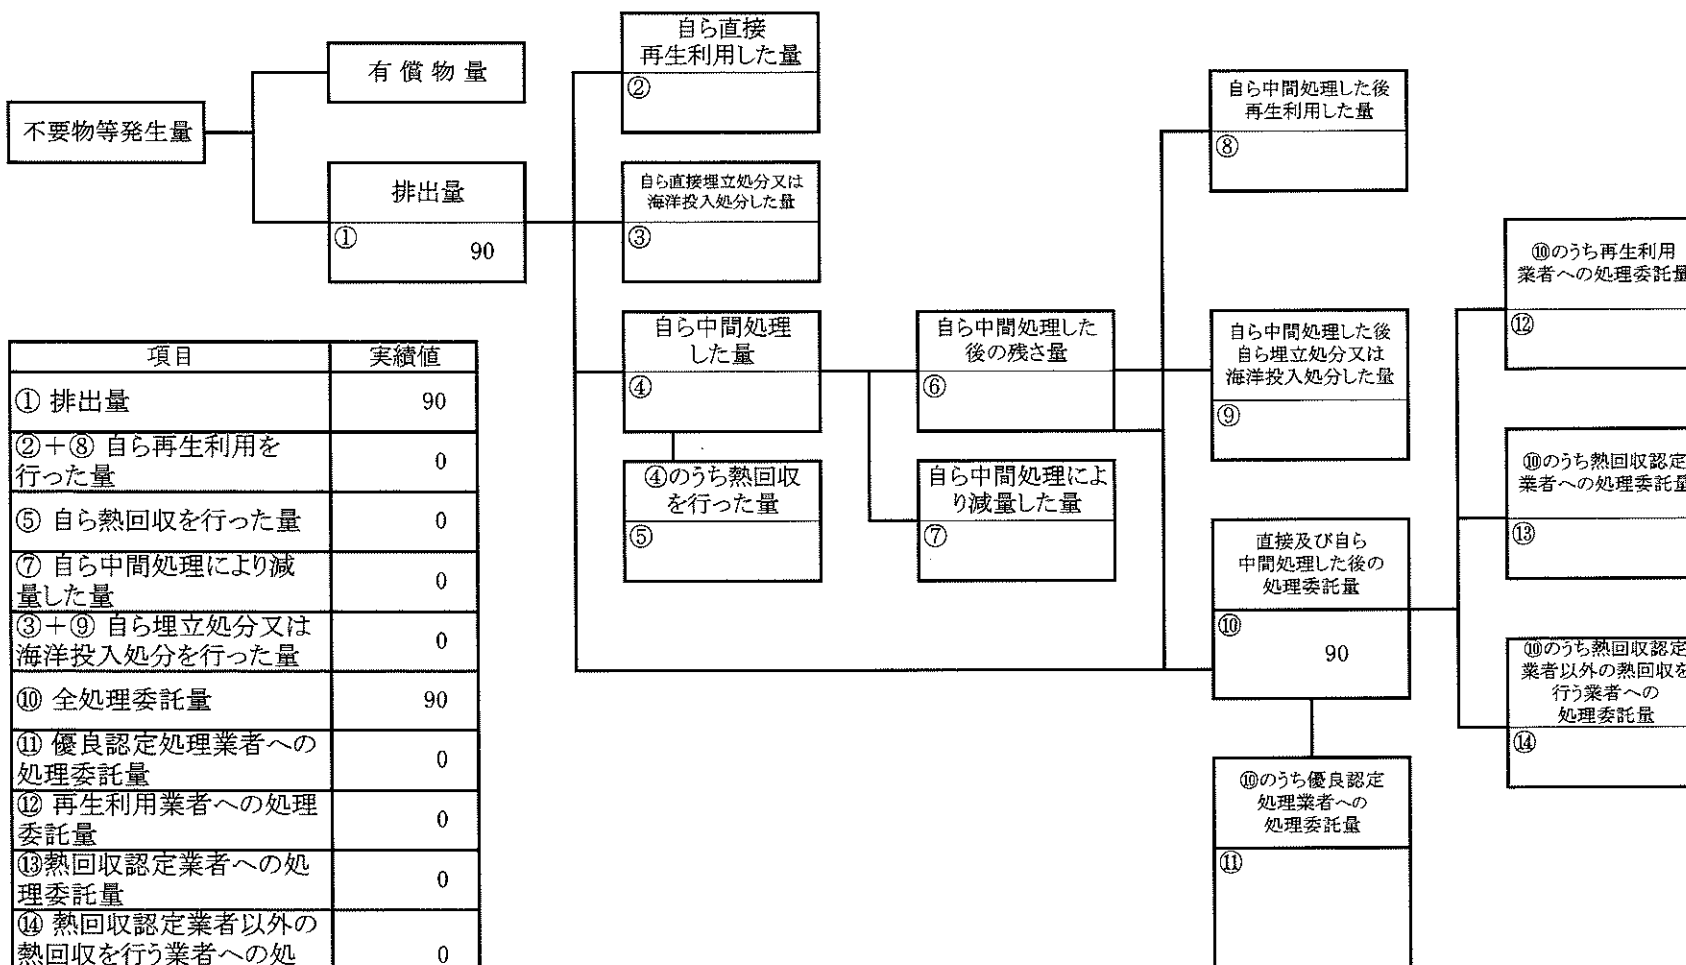 不要物等発生量
有償物量
排出量
①
90
自ら直接
再生利用した量
②
自ら直接埋立処分又は
海洋投入処分した量
③
自ら中間処理
した量
④
④のうち熱回収
を行った量
⑤
自ら中間処理した
後の残さ量
⑥
自ら中間処理によ
り減量した量
⑦
自ら中間処理した後
再生利用した量
⑧
自ら中間処理した後
自ら埋立処分又は
海洋投入処分した量
⑨
直接及び自ら
中間処理した後の
処理委託量
⑩
90
⑩のうち優良認定
処理業者への
処理委託量
⑪
⑩のうち再生利用
業者への処理委託量
⑫
⑩のうち熱回収認定
業者への処理委託量
⑬
⑩のうち熱回収認定
業者以外の熱回収を
行う業者への
処理委託量
⑭
項目 実績値
① 排出量 90
②+⑧ 自ら再生利用を
行った量 0
⑤ 自ら熱回収を行った量 0
⑦ 自ら中間処理により減
量した量 0
③+⑨ 自ら埋立処分又は
海洋投入処分を行った量 0
⑩ 全処理委託量 90
⑪ 優良認定処理業者への
処理委託量 0
⑫ 再生利用業者への処理
委託量 0
⑬熱回収認定業者への処
理委託量 0
⑭ 熱回収認定業者以外の
熱回収を行う業者への処 0